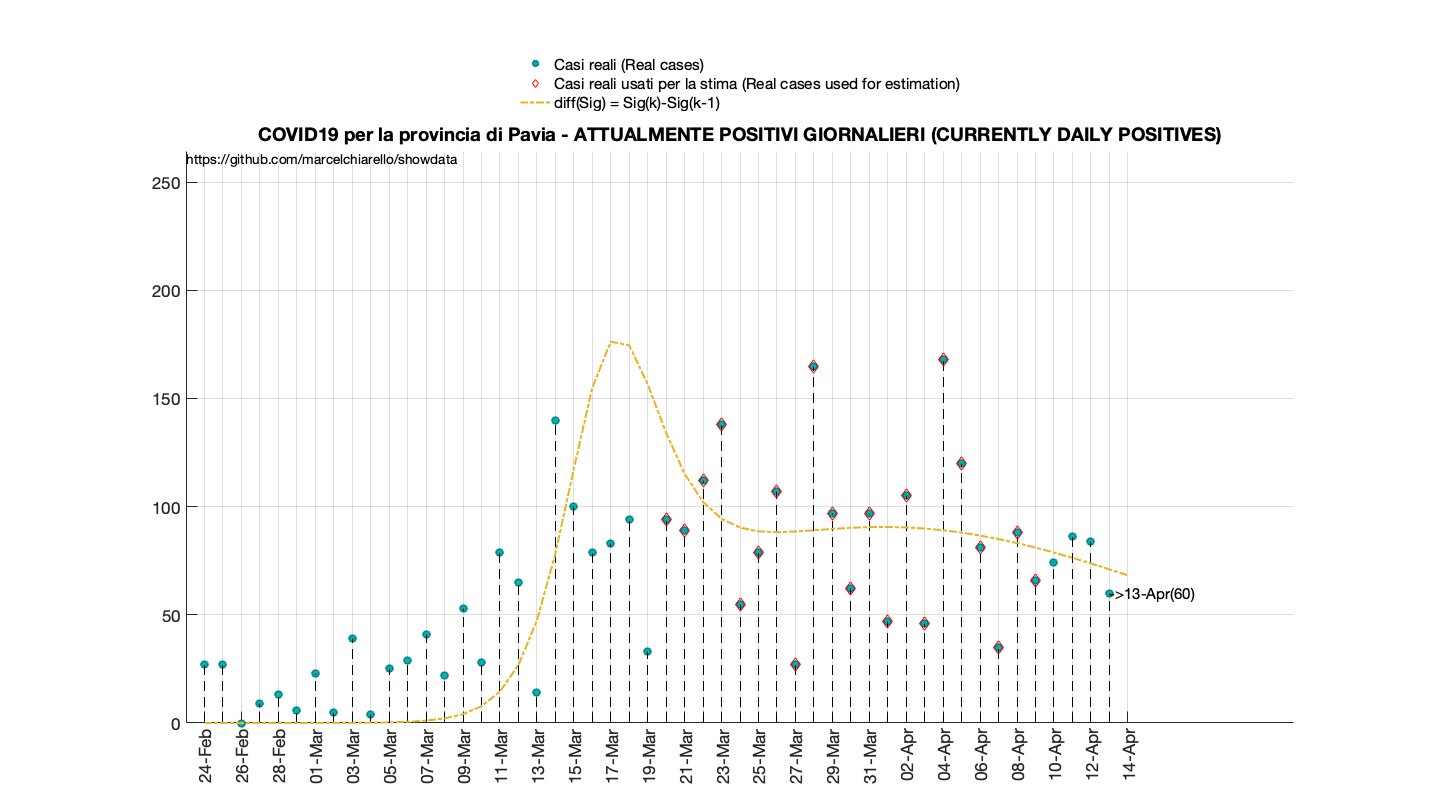 Casi reali (Real cases)
Casi reali usati per la stima (Real cases used for estimation)
diff(Sig) = Sig(k)-Sig(k-1)
COVID19 per la provincia di Pavia - ATTUALMENTE POSITIVI GIORNALIERI (CURRENTLY DAILY POSITIVES)
https://github.com/marcelchiarello/showdata
250
200
150
100
50
0
->13-Apr(60)
24-Feb
26-Feb
28-Feb
01-Mar
03-Mar
05-Mar
07-Mar
09-Mar
11-Mar
13-Mar
15-Mar
17-Mar
19-Mar
21-Mar
23-Mar
25-Mar
27-Mar
29-Mar
31-Mar
02-Apr
04-Apr
06-Apr
08-Apr
10-Apr
12-Apr
14-Apr